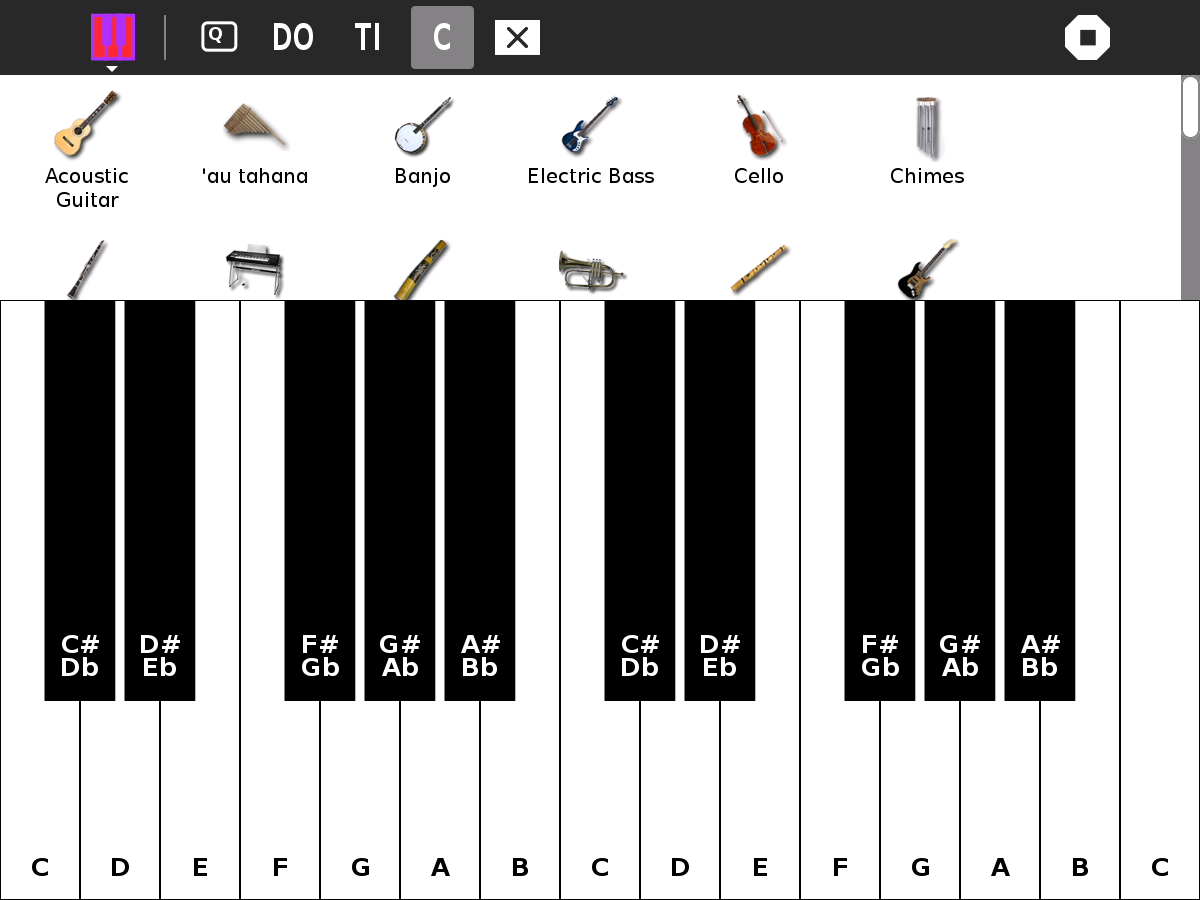 Q DO TI C
Acoustic Guitar 'au tahana Banjo Electric Bass Cello Chimes
C# D# F# G# A# C# D# F# G# A#
Db Eb Gb Ab Bb Db Eb Gb Ab Bb
C D E F G A B C D E F G A B C